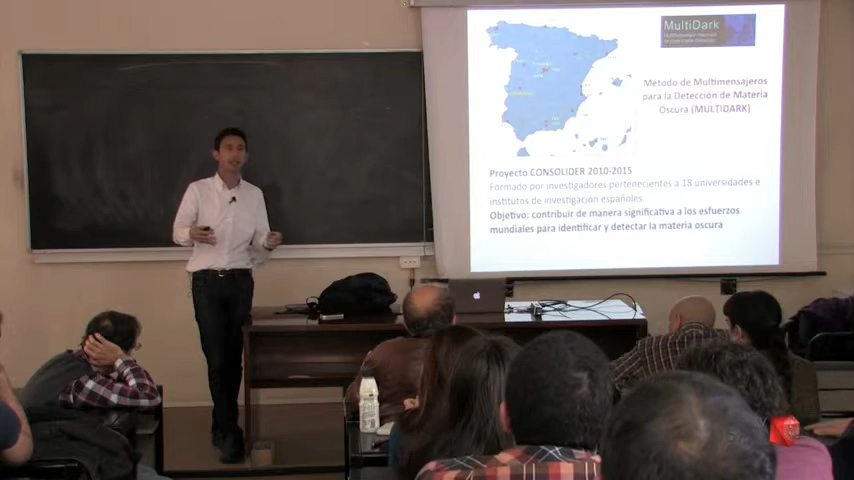 MultiDark
Método de Multimensajeros
para la Detección de Materia
Oscura (MULTIDARK)
Proyecto CONSOLIDER 2010-2015
Formado por investigadores pertenecientes a 18 universidades e
institutos de investigación españoles
Objetivo: contribuir de manera significativa a los esfuerzos
mundiales para identificar y detectar la materia oscura